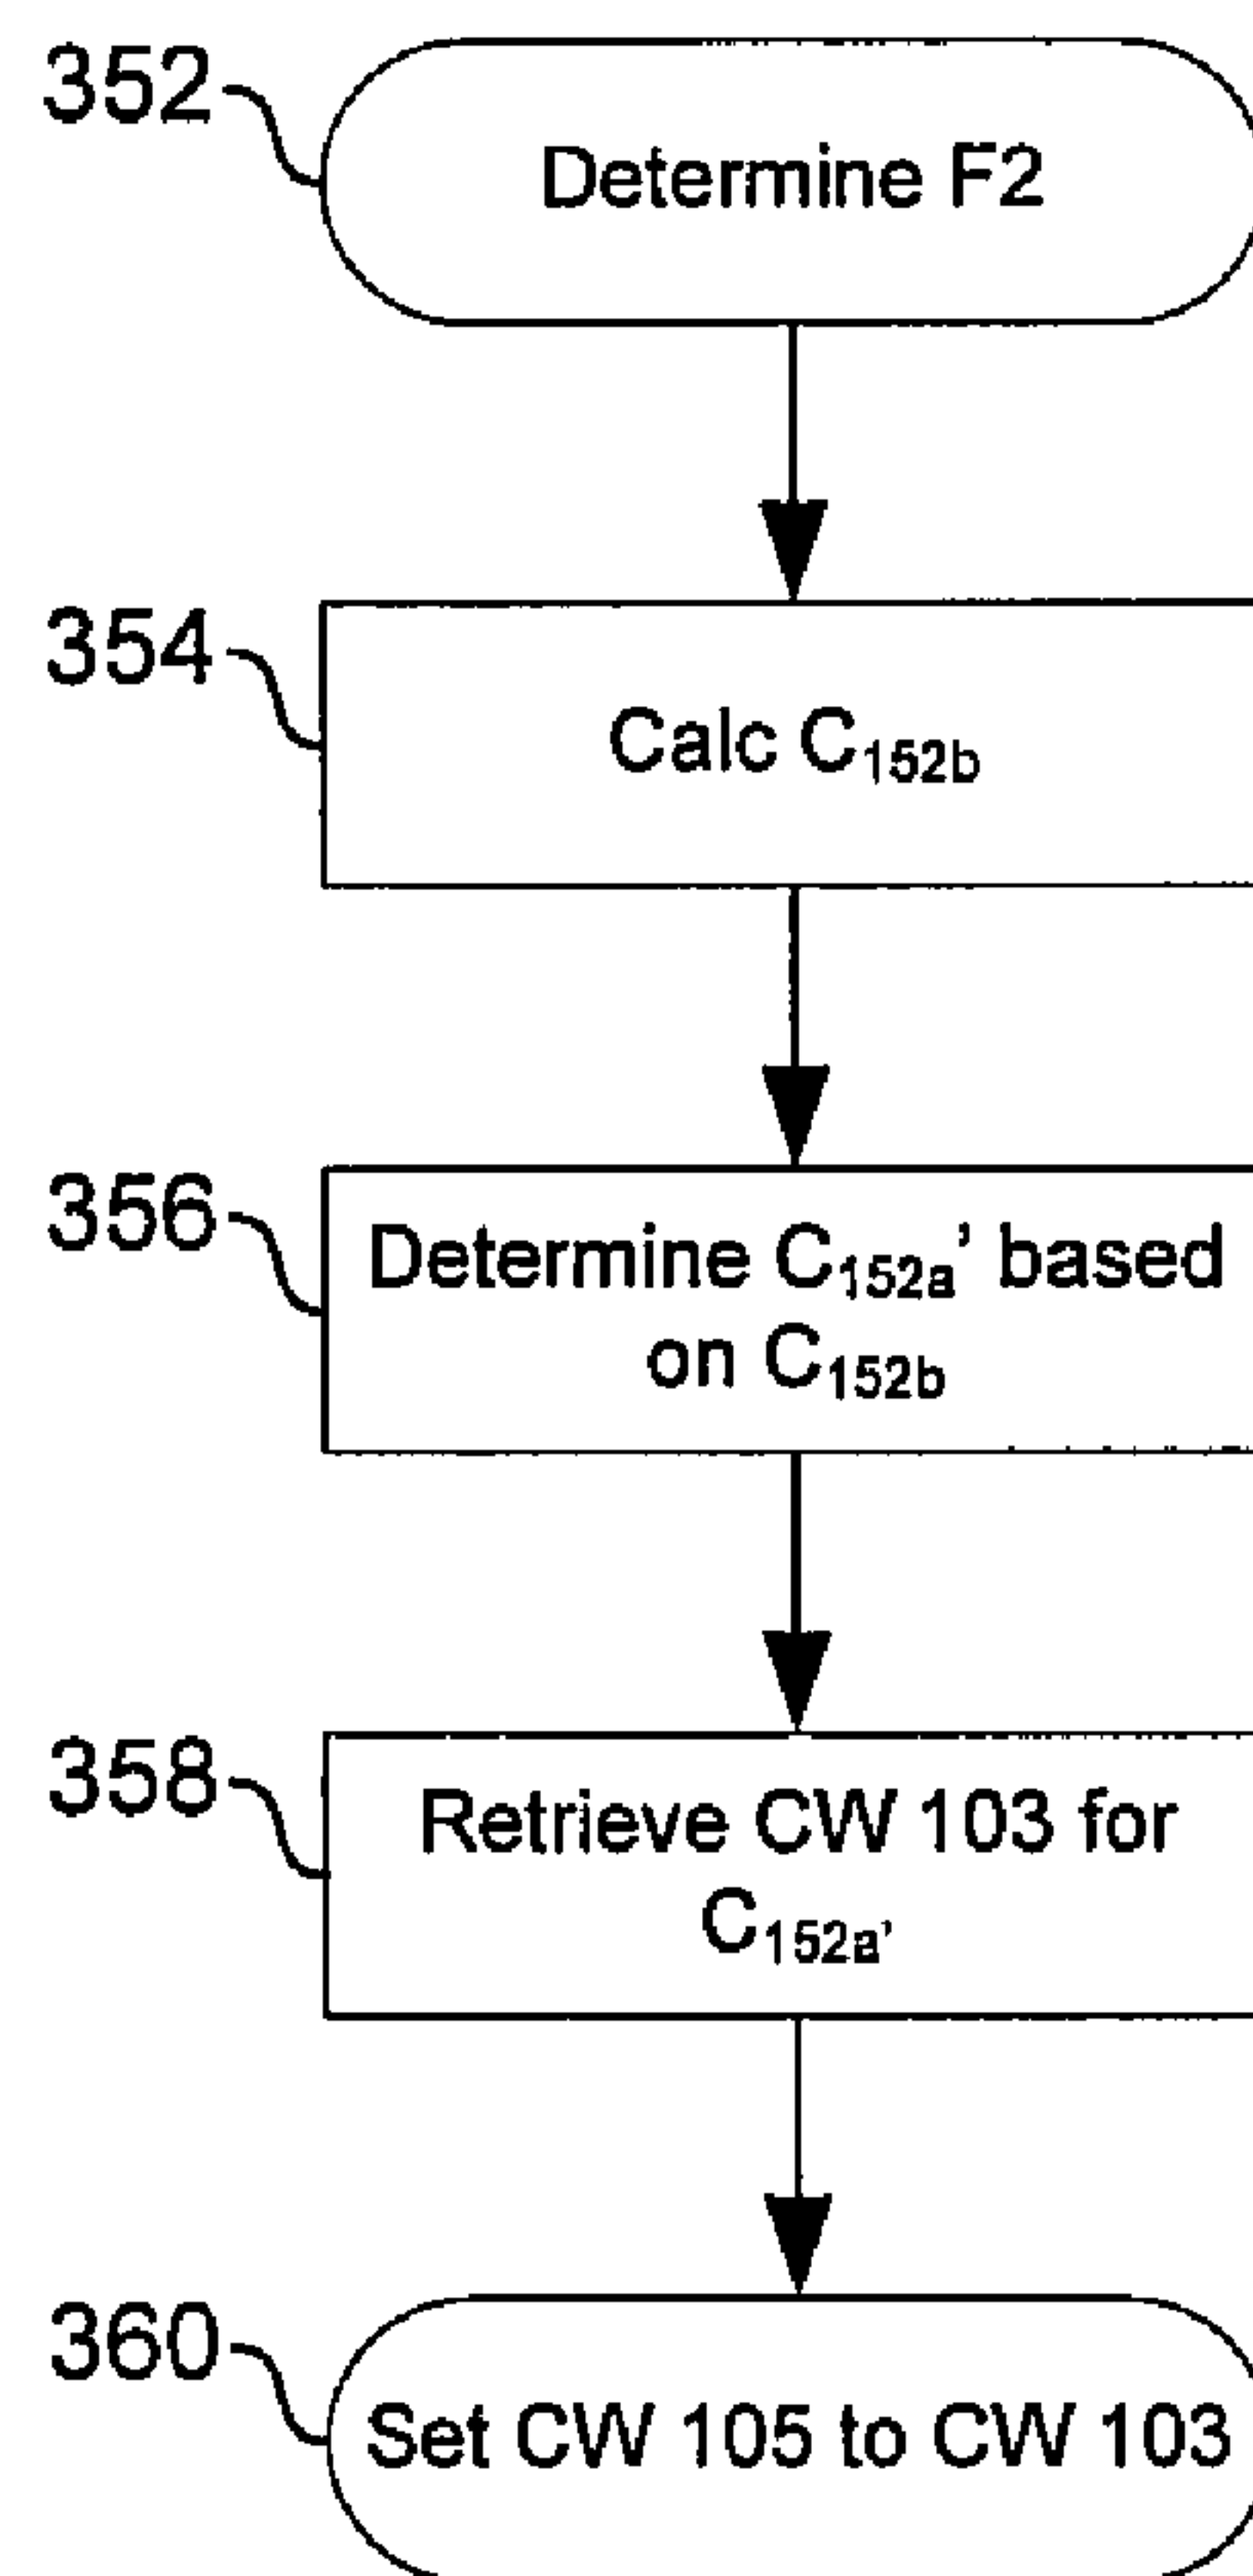 352
Determine F2
354
Calc C₁₅₂b
356
Determine C₁₅₂ₐ’ based
on C₁₅₂b
358
Retrieve CW 103 for
C₁₅₂ₐ’
360
Set CW 105 to CW 103